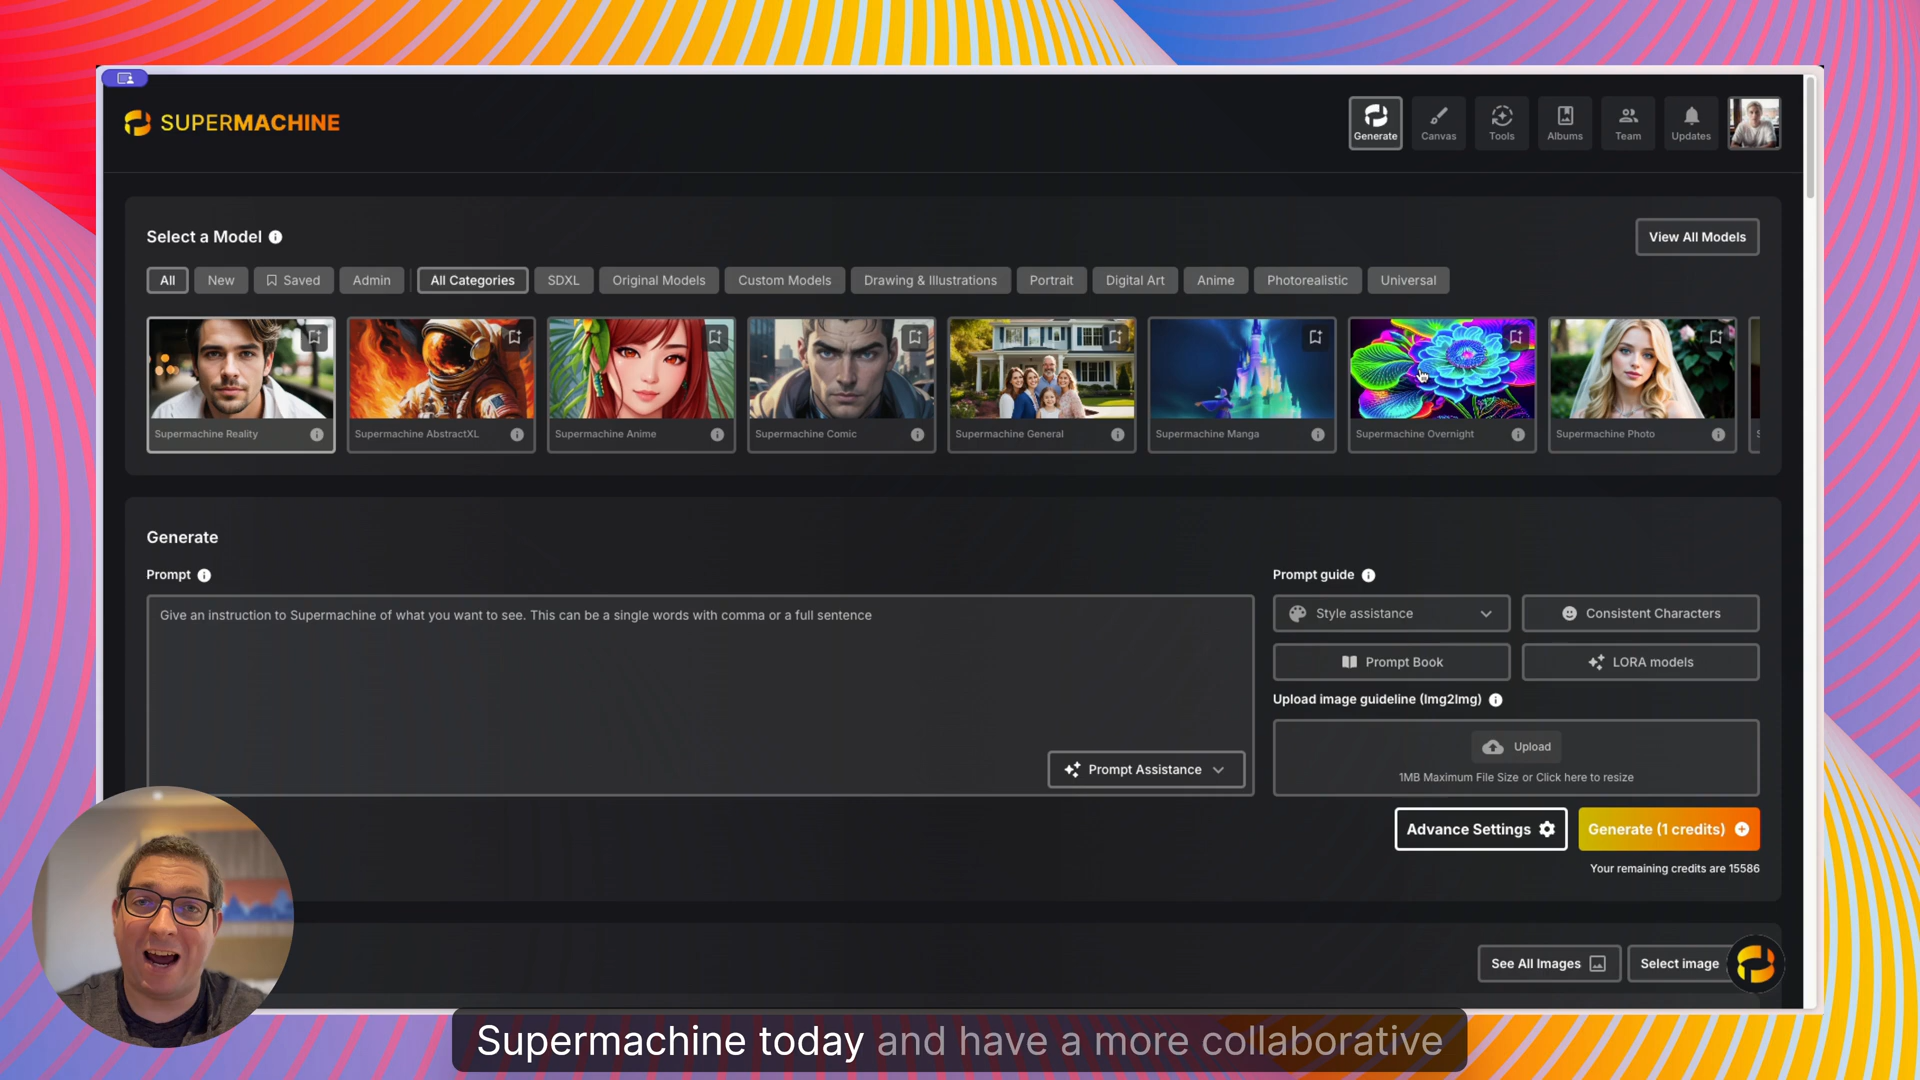 SUPERMACHINE
Generate
Canvas
Tools
Albums
Team
Updates
Select a Model
View All Models
All
New
Saved
Admin
All Categories
SDXL
Original Models
Custom Models
Drawing & Illustrations
Portrait
Digital Art
Anime
Photorealistic
Universal
Supermachine Reality
Supermachine AbstractXL
Supermachine Anime
Supermachine Comic
Supermachine General
Supermachine Manga
Supermachine Overnight
Supermachine Photo
Generate
Prompt
Give an instruction to Supermachine of what you want to see. This can be a single words with comma or a full sentence
Prompt Assistance
Prompt guide
Style assistance
Consistent Characters
Prompt Book
LORA models
Upload image guideline (Img2Img)
Upload
1MB Maximum File Size or Click here to resize
Advance Settings
Generate (1 credits)
Your remaining credits are 15586
See All Images
Select image
Supermachine today and have a more collaborative